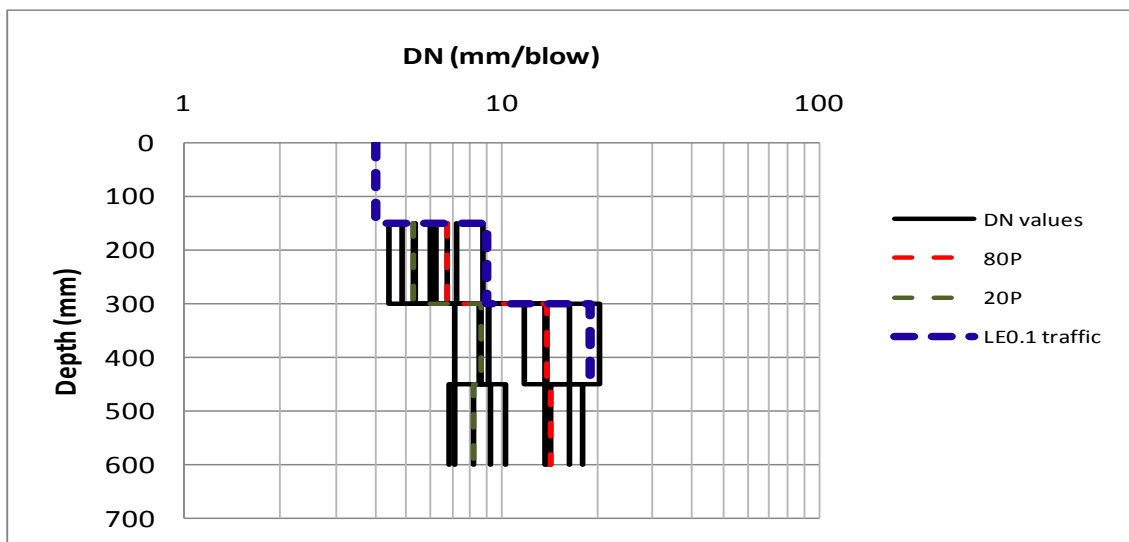 DN (mm/blow)
1 10 100
0
100
200
300
400
500
600
700
Depth (mm)
DN values
80P
20P
LE0.1 traffic